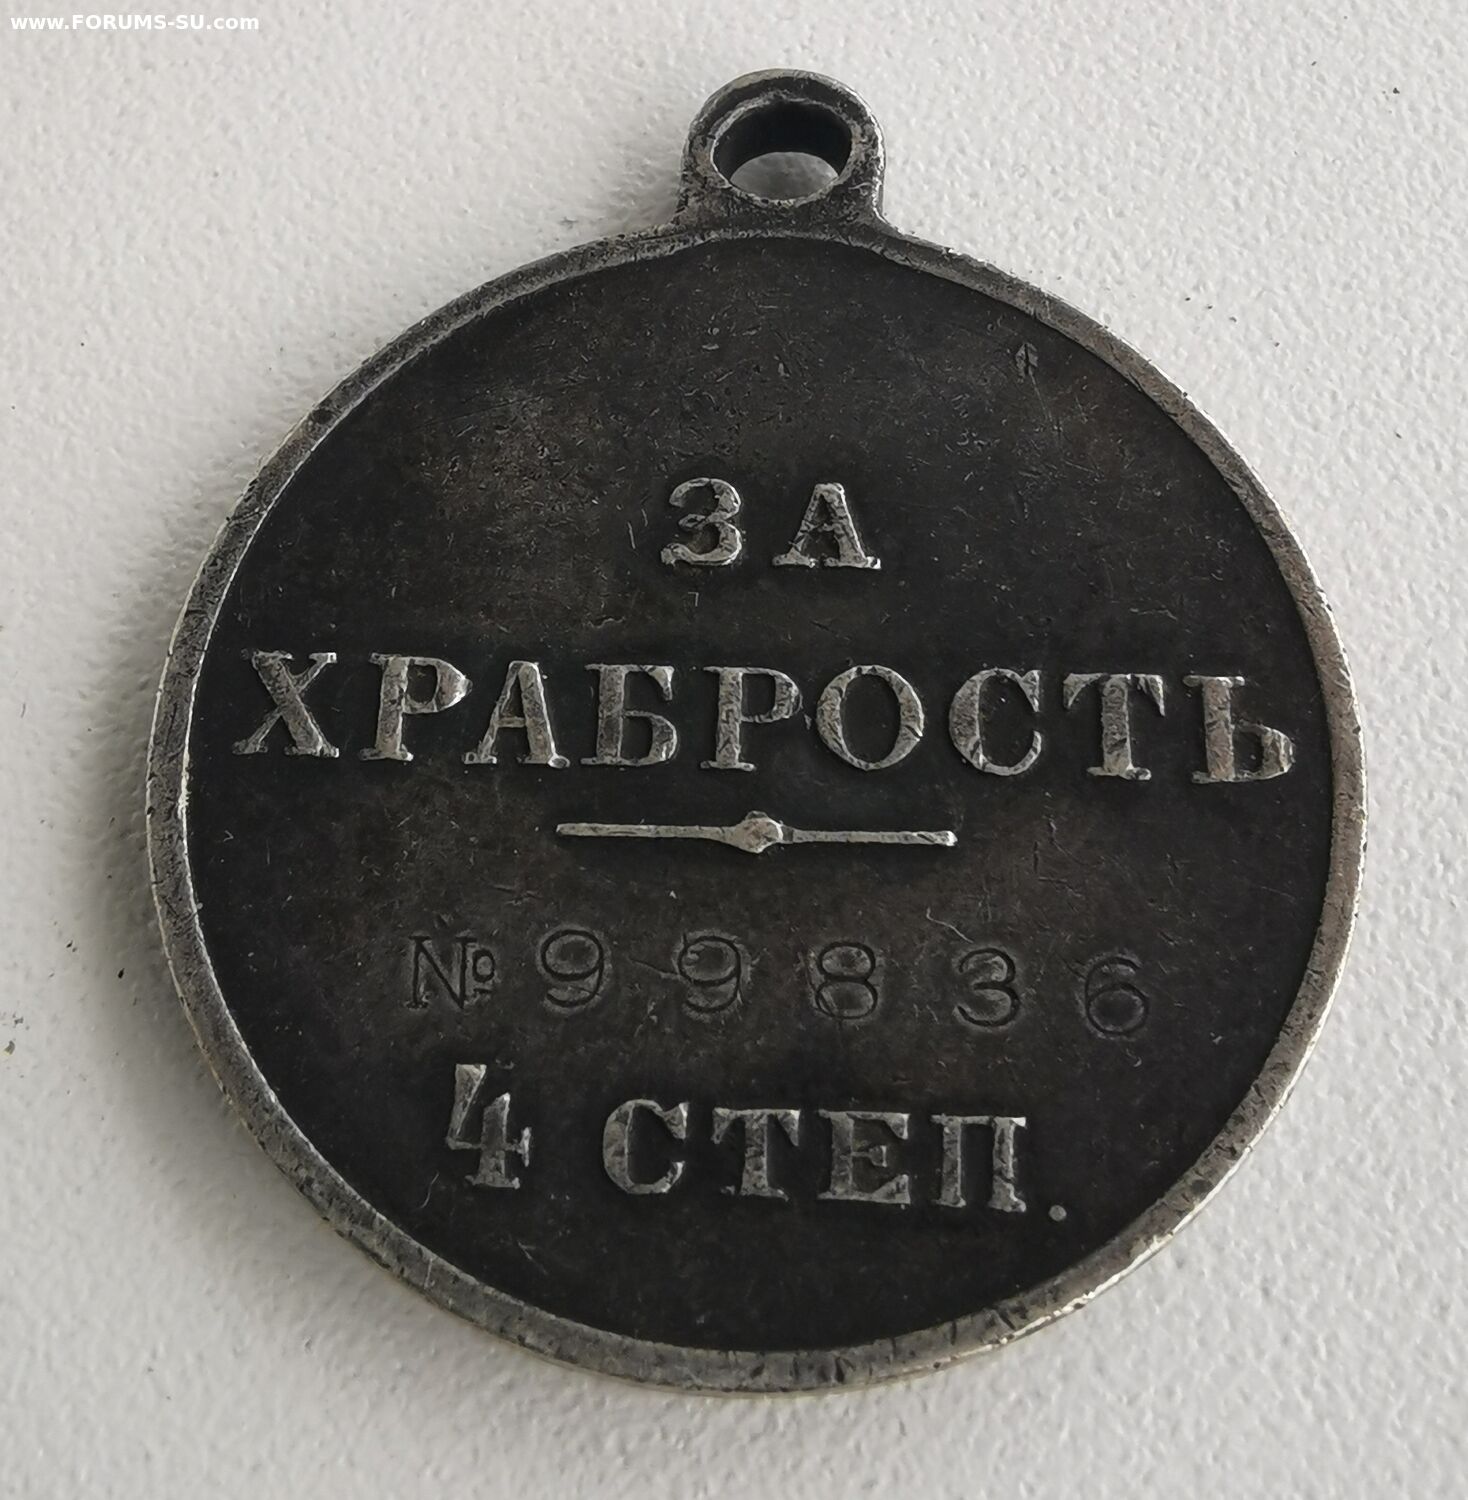 www.FORUMS-SU.com
ЗА
ХРАБРОСТЬ
№ 99836
4 СТЕП.